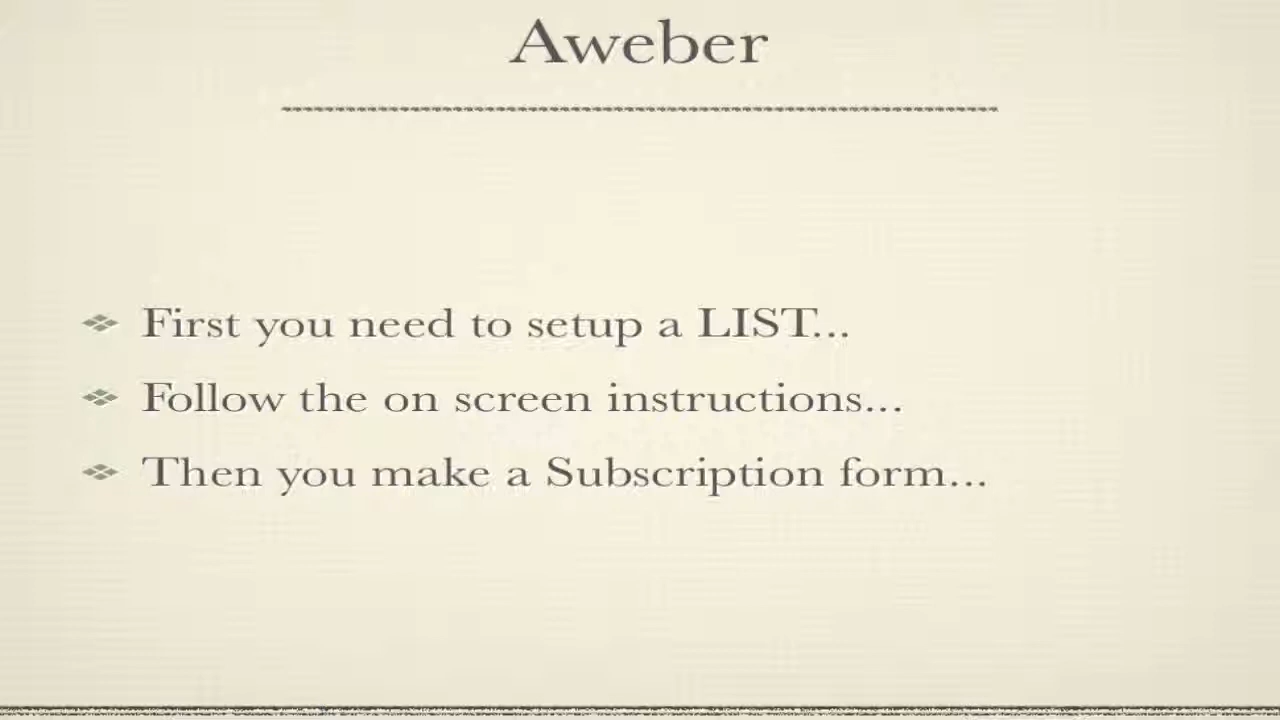 Aweber
First you need to setup a LIST...
Follow the on screen instructions...
Then you make a Subscription form...